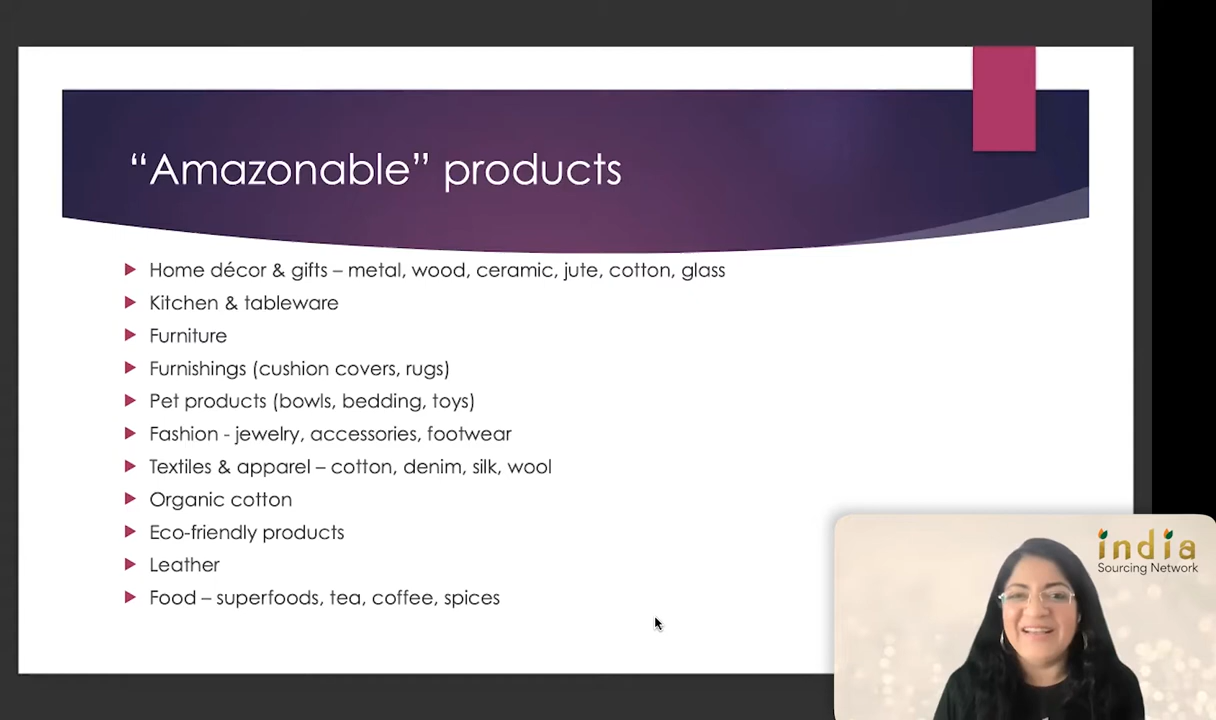 “Amazonable” products
Home décor & gifts – metal, wood, ceramic, jute, cotton, glass
Kitchen & tableware
Furniture
Furnishings (cushion covers, rugs)
Pet products (bowls, bedding, toys)
Fashion - jewelry, accessories, footwear
Textiles & apparel – cotton, denim, silk, wool
Organic cotton
Eco-friendly products
Leather
Food – superfoods, tea, coffee, spices
india
Sourcing Network